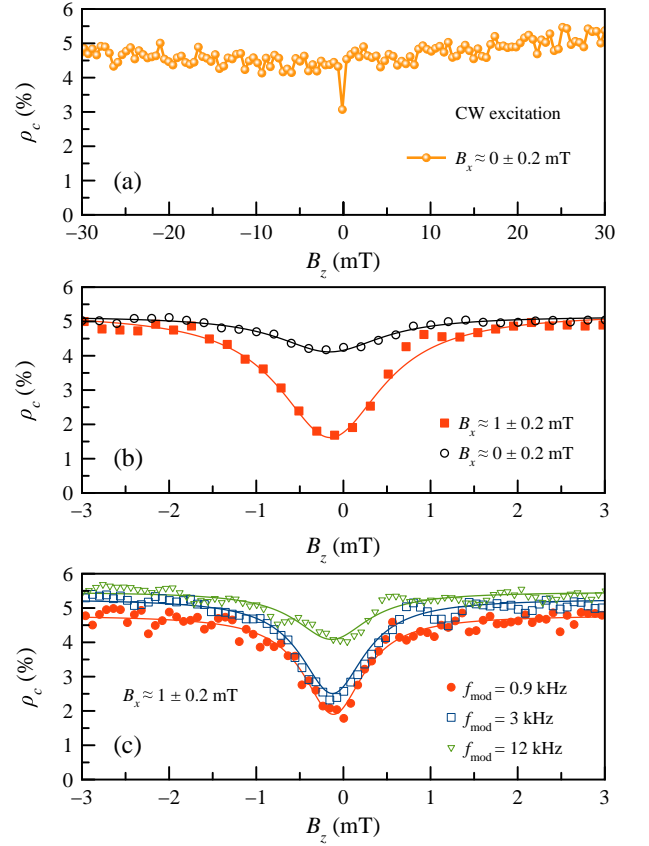 6
5
4
3
2
1
0
ρc (%)
CW excitation
Bx ≈ 0 ± 0.2 mT
(a)
−30 −20 −10 0 10 20 30
Bz (mT)
6
5
4
3
2
1
0
ρc (%)
Bx ≈ 1 ± 0.2 mT
Bx ≈ 0 ± 0.2 mT
(b)
−3 −2 −1 0 1 2 3
Bz (mT)
6
5
4
3
2
1
0
ρc (%)
Bx ≈ 1 ± 0.2 mT
fmod = 0.9 kHz
fmod = 3 kHz
fmod = 12 kHz
(c)
−3 −2 −1 0 1 2 3
Bz (mT)